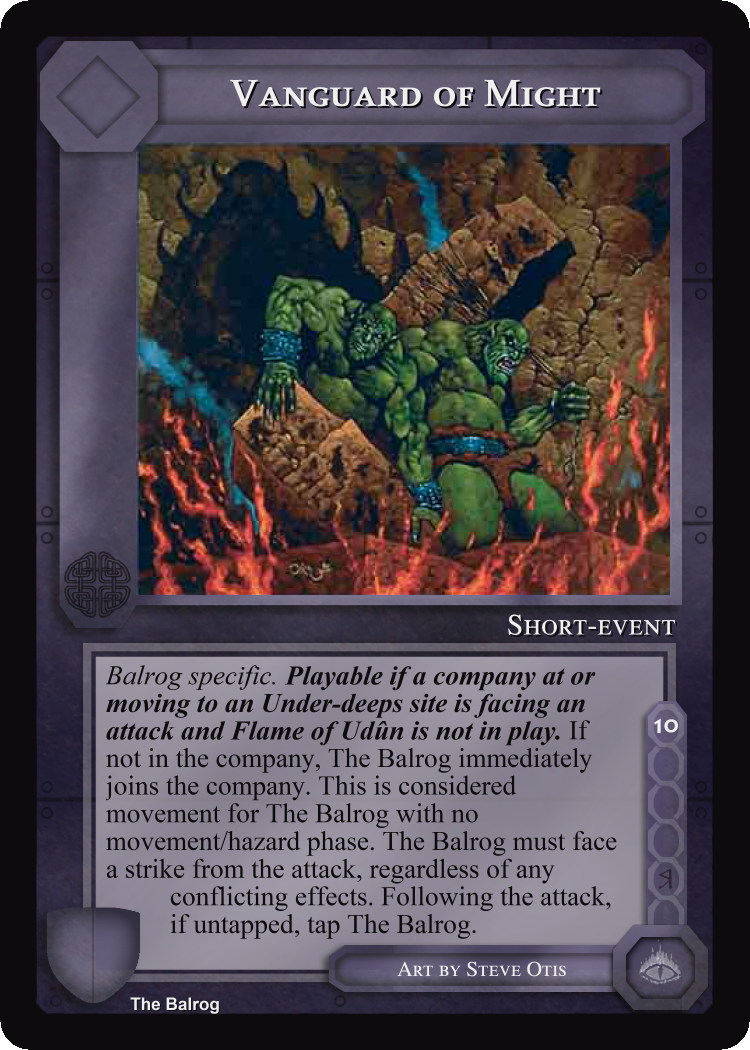 Vanguard of Might
Short-event
Balrog specific. Playable if a company at or
moving to an Under-deeps site is facing an
attack and Flame of Udûn is not in play. If
not in the company, The Balrog immediately
joins the company. This is considered
movement for The Balrog with no
movement/hazard phase. The Balrog must face
a strike from the attack, regardless of any
conflicting effects. Following the attack,
if untapped, tap The Balrog.
10
Art by Steve Otis
The Balrog